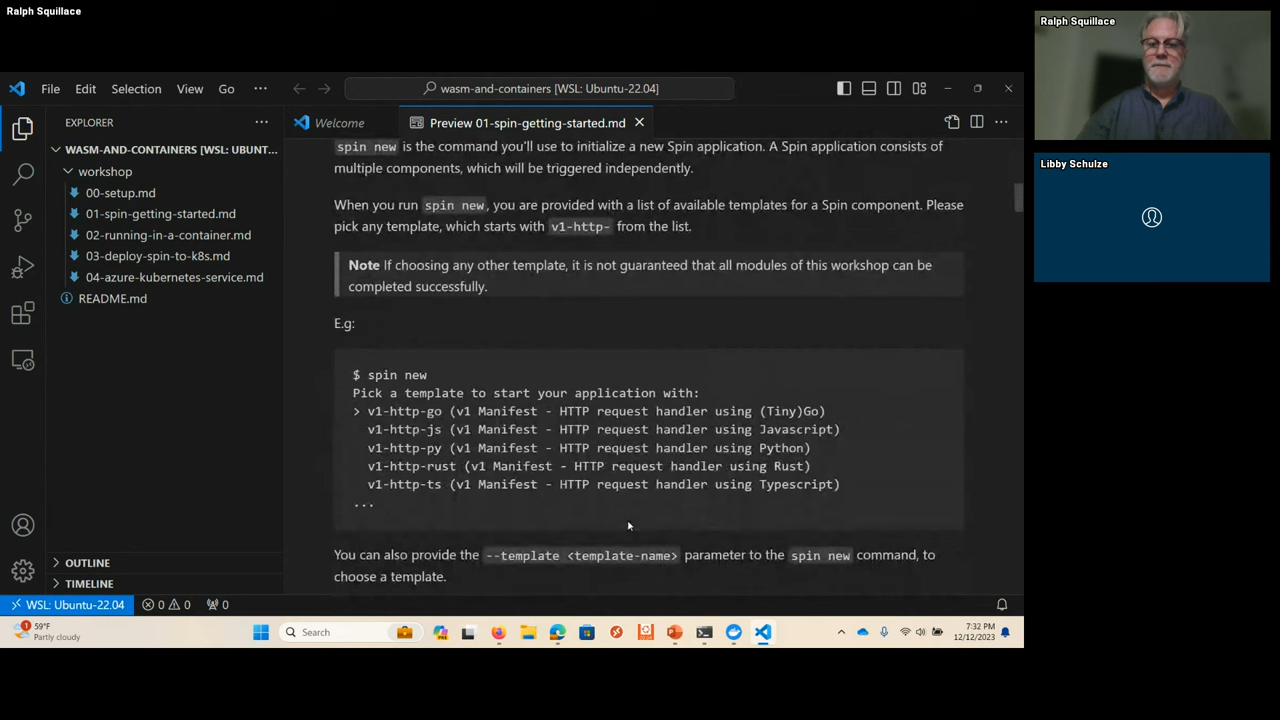 Ralph Squillace
Ralph Squillace
Libby Schulze
File Edit Selection View Go ...
wasm-and-containers [WSL: Ubuntu-22.04]
EXPLORER ...
WASM-AND-CONTAINERS [WSL: UBUNT...
workshop
00-setup.md
01-spin-getting-started.md
02-running-in-a-container.md
03-deploy-spin-to-k8s.md
04-azure-kubernetes-service.md
README.md
OUTLINE
TIMELINE
Welcome
Preview 01-spin-getting-started.md
spin new is the command you'll use to initialize a new Spin application. A Spin application consists of
multiple components, which will be triggered independently.
When you run spin new, you are provided with a list of available templates for a Spin component. Please
pick any template, which starts with v1-http- from the list.
Note If choosing any other template, it is not guaranteed that all modules of this workshop can be
completed successfully.
E.g:
$ spin new
Pick a template to start your application with:
> v1-http-go (v1 Manifest - HTTP request handler using (Tiny)Go)
v1-http-js (v1 Manifest - HTTP request handler using Javascript)
v1-http-py (v1 Manifest - HTTP request handler using Python)
v1-http-rust (v1 Manifest - HTTP request handler using Rust)
v1-http-ts (v1 Manifest - HTTP request handler using Typescript)
...
You can also provide the --template <template-name> parameter to the spin new command, to
choose a template.
WSL: Ubuntu-22.04 0 0 0
1 59°F
Partly cloudy
Search
7:32 PM
12/12/2023